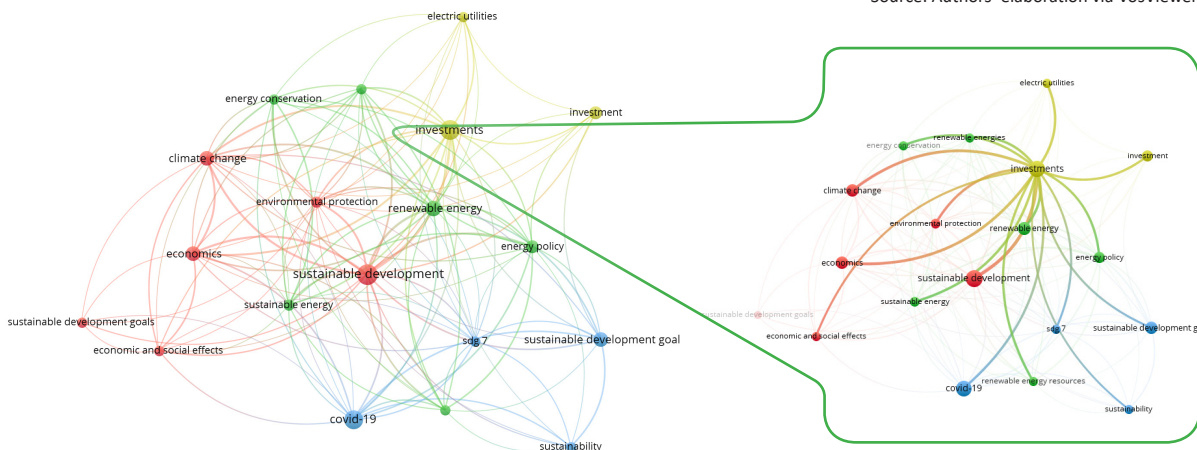 Source: Authors' elaboration via VosViewer
electric utilities
energy conservation
investment
investments
climate change
environmental protection
renewable energy
energy policy
economics
sustainable development
sustainable energy
sustainable development goals
economic and social effects
sdg 7
sustainable development goal
covid-19
sustainability
electric utilities
renewable energies
energy conservation
investment
investments
climate change
environmental protection
renewable energy
energy policy
economics
sustainable development
sustainable energy
sustainable development goals
economic and social effects
sdg 7
sustainable development g
covid-19
renewable energy resources
sustainability